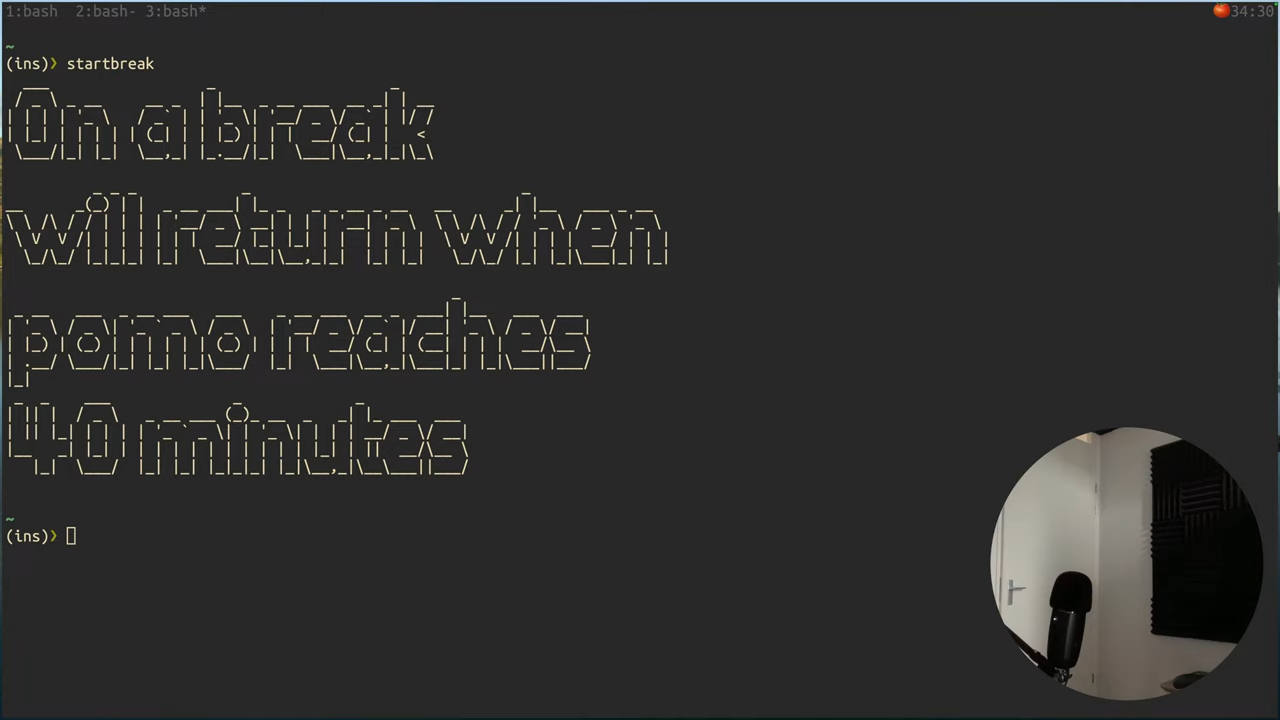 1:bash 2:bash- 3:bash* 34:30
~
(ins)❯ startbreak
On a break
will return when
pomo reaches
40 minutes
~
(ins)❯